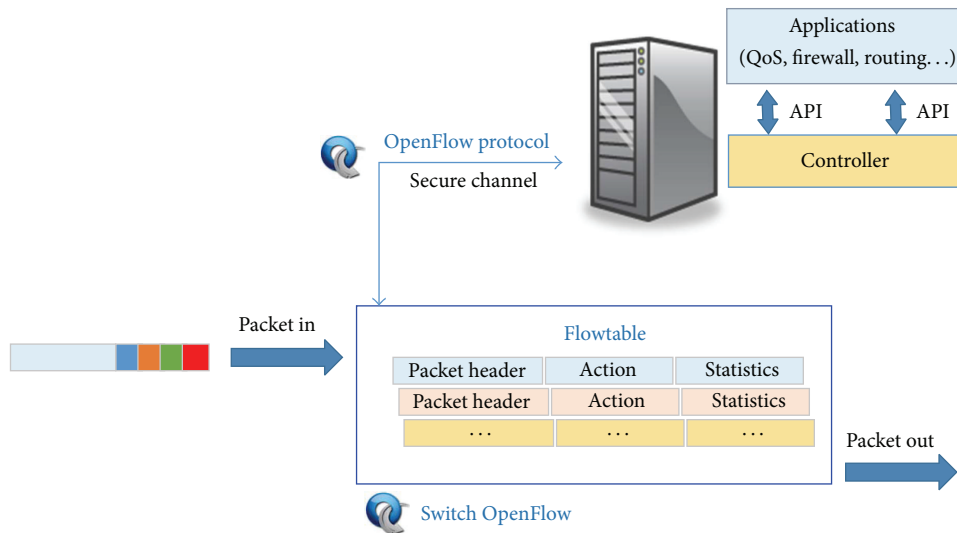 Applications
(QoS, firewall, routing...)
API
API
Controller
OpenFlow protocol
Secure channel
Packet in
Flowtable
Packet header Action Statistics
Packet header Action Statistics
... ... ...
Packet out
Switch OpenFlow